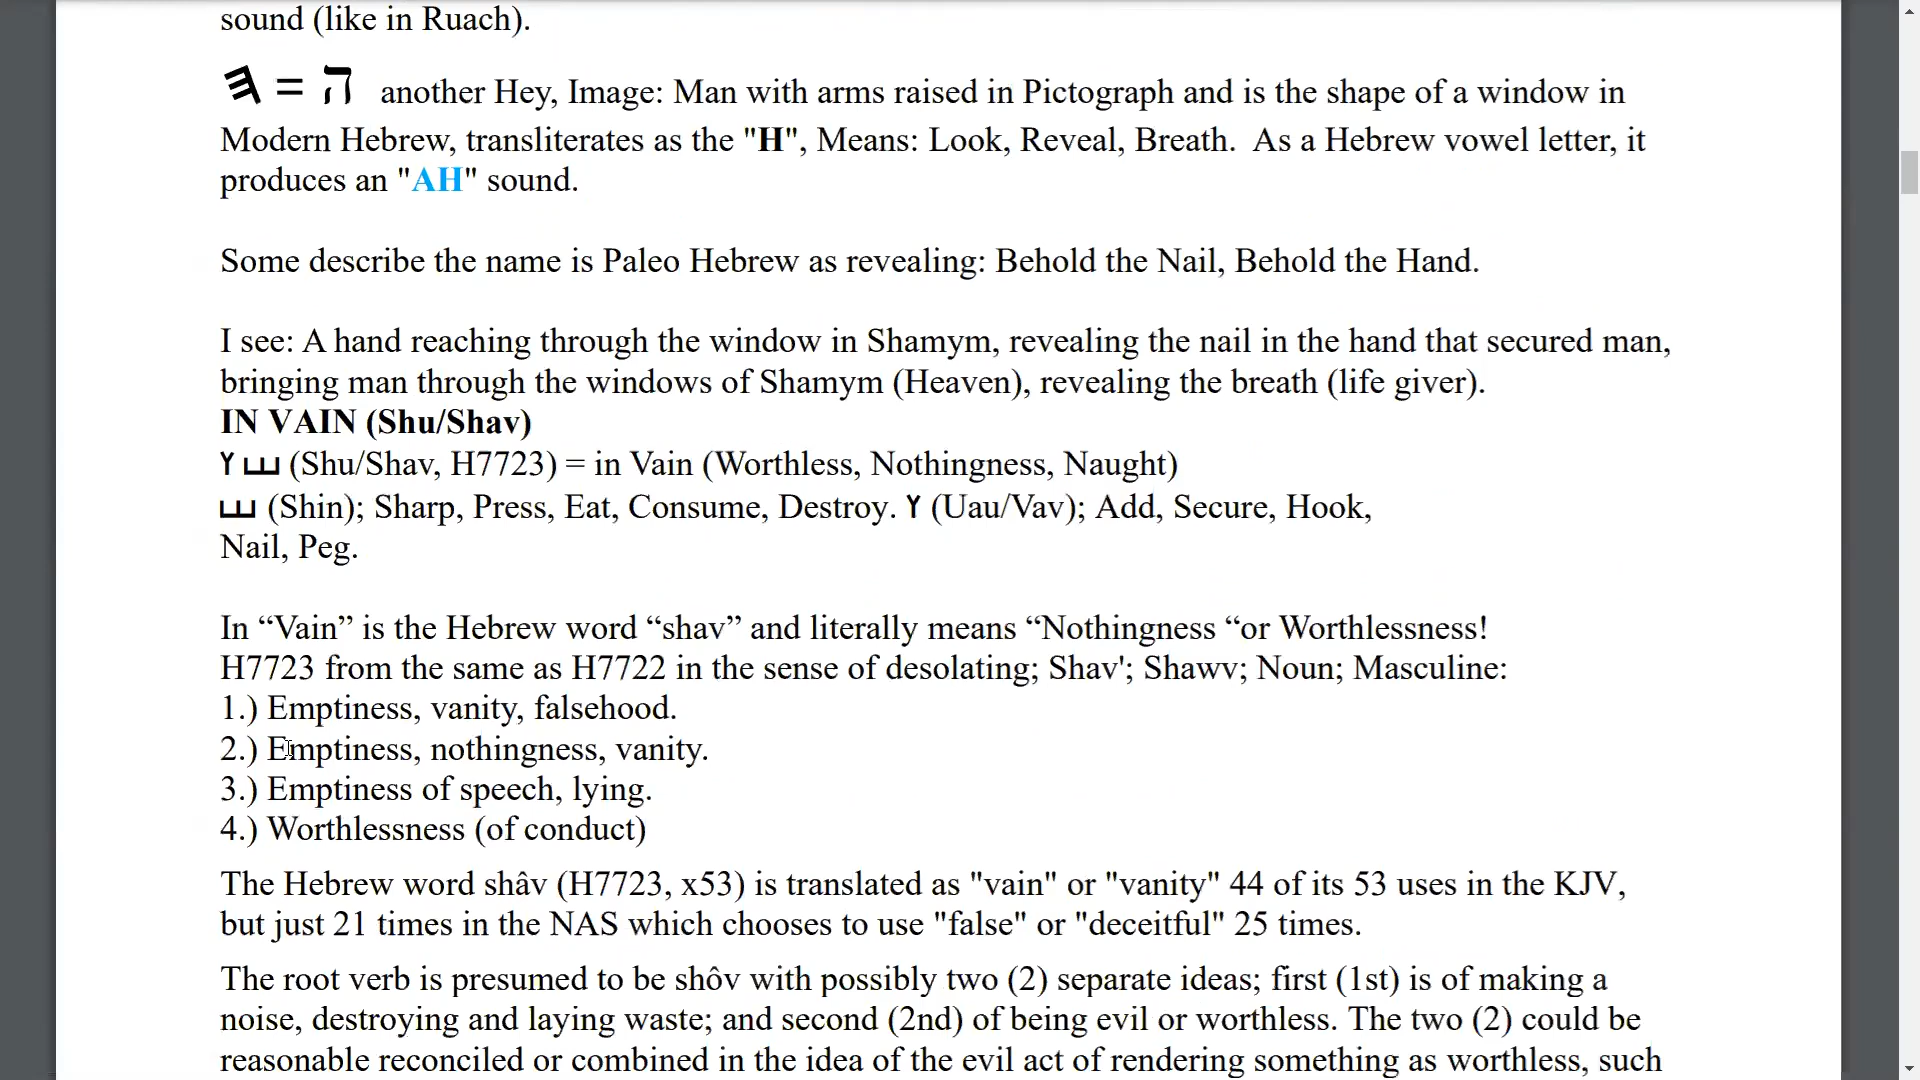 sound (like in Ruach).
𐤄 = ה another Hey, Image: Man with arms raised in Pictograph and is the shape of a window in
Modern Hebrew, transliterates as the "H", Means: Look, Reveal, Breath. As a Hebrew vowel letter, it
produces an "AH" sound.
Some describe the name is Paleo Hebrew as revealing: Behold the Nail, Behold the Hand.
I see: A hand reaching through the window in Shamym, revealing the nail in the hand that secured man,
bringing man through the windows of Shamym (Heaven), revealing the breath (life giver).
IN VAIN (Shu/Shav)
𐤅𐤔 (Shu/Shav, H7723) = in Vain (Worthless, Nothingness, Naught)
𐤔 (Shin); Sharp, Press, Eat, Consume, Destroy. 𐤅 (Uau/Vav); Add, Secure, Hook,
Nail, Peg.
In “Vain” is the Hebrew word “shav” and literally means “Nothingness “or Worthlessness!
H7723 from the same as H7722 in the sense of desolating; Shav'; Shawv; Noun; Masculine:
1.) Emptiness, vanity, falsehood.
2.) Emptiness, nothingness, vanity.
3.) Emptiness of speech, lying.
4.) Worthlessness (of conduct)
The Hebrew word shâv (H7723, x53) is translated as "vain" or "vanity" 44 of its 53 uses in the KJV,
but just 21 times in the NAS which chooses to use "false" or "deceitful" 25 times.
The root verb is presumed to be shôv with possibly two (2) separate ideas; first (1st) is of making a
noise, destroying and laying waste; and second (2nd) of being evil or worthless. The two (2) could be
reasonable reconciled or combined in the idea of the evil act of rendering something as worthless, such